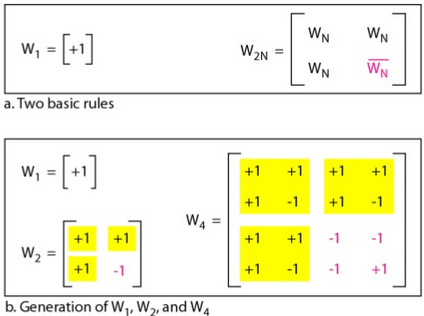 W1 = [+1]
W2N = [WN WN
WN W̅N̅]
a. Two basic rules
W1 = [+1]
W2 = [+1 +1
+1 -1]
W4 = [+1 +1 +1 +1
+1 -1 +1 -1
+1 +1 -1 -1
+1 -1 -1 +1]
b. Generation of W1, W2, and W4